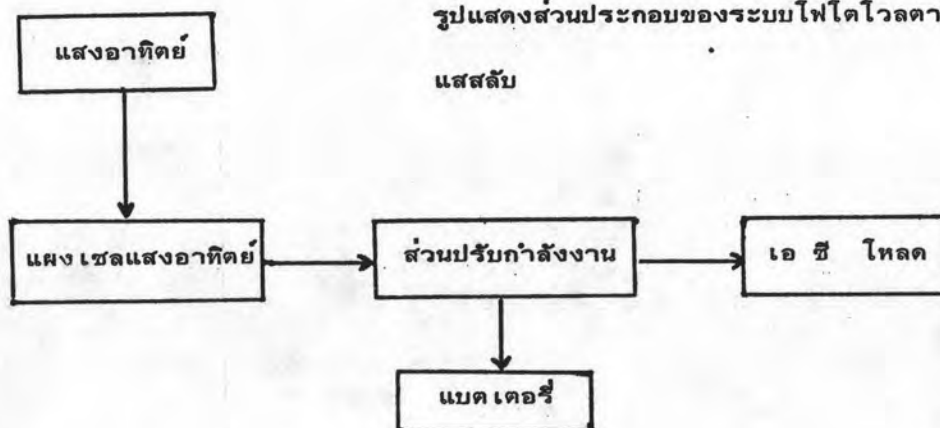 รูปแสดงส่วนประกอบของระบบโฟโตโวลตา
แสสลับ
แสงอาทิตย์
แผงเซลแสงอาทิตย์
ส่วนปรับกำลังงาน
เอ ซี โหลด
แบตเตอรี่